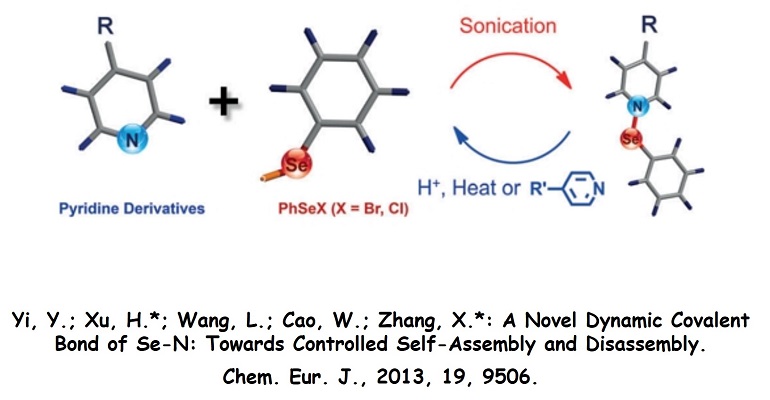 R
R
Sonication
+
N
N
Se
Se
H⁺, Heat or R'- N
Pyridine Derivatives
PhSeX (X = Br, Cl)
Yi, Y.; Xu, H.*; Wang, L.; Cao, W.; Zhang, X.*: A Novel Dynamic Covalent
Bond of Se-N: Towards Controlled Self-Assembly and Disassembly.
Chem. Eur. J., 2013, 19, 9506.